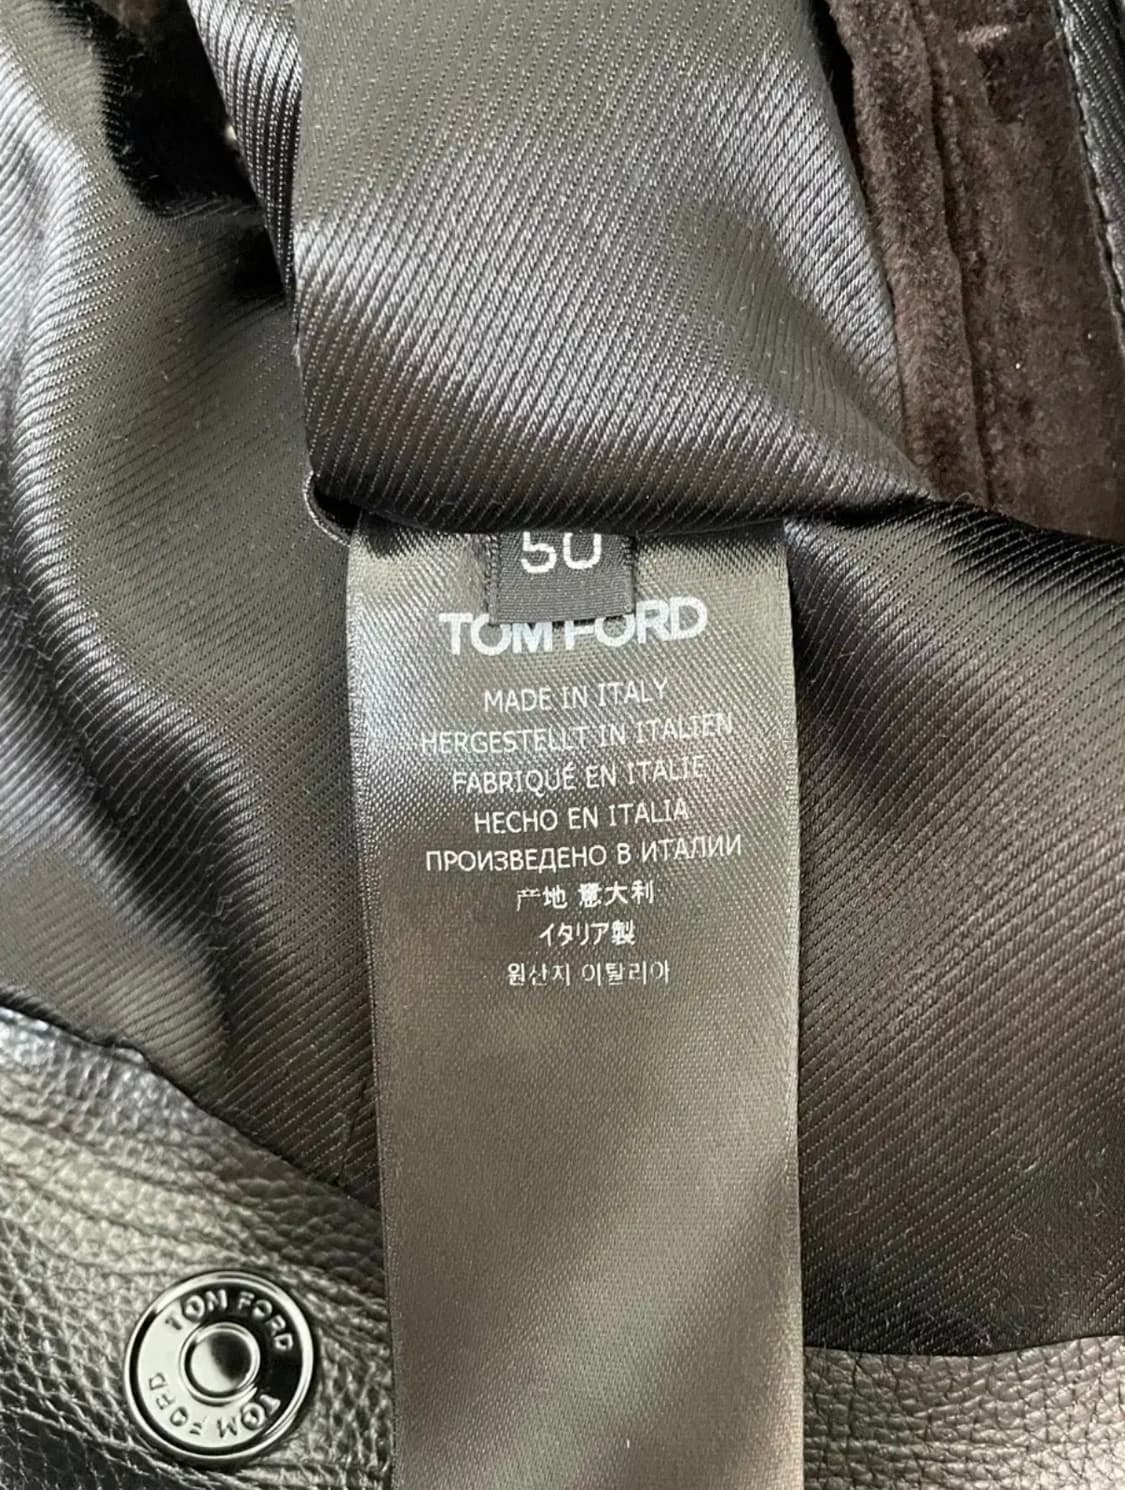 50
TOM FORD
MADE IN ITALY
HERGESTELLT IN ITALIEN
FABRIQUÉ EN ITALIE
HECHO EN ITALIA
ПРОИЗВЕДЕНО В ИТАЛИИ
产地 意大利
イタリア製
원산지 이탈리아
TOM FORD
TOM FORD